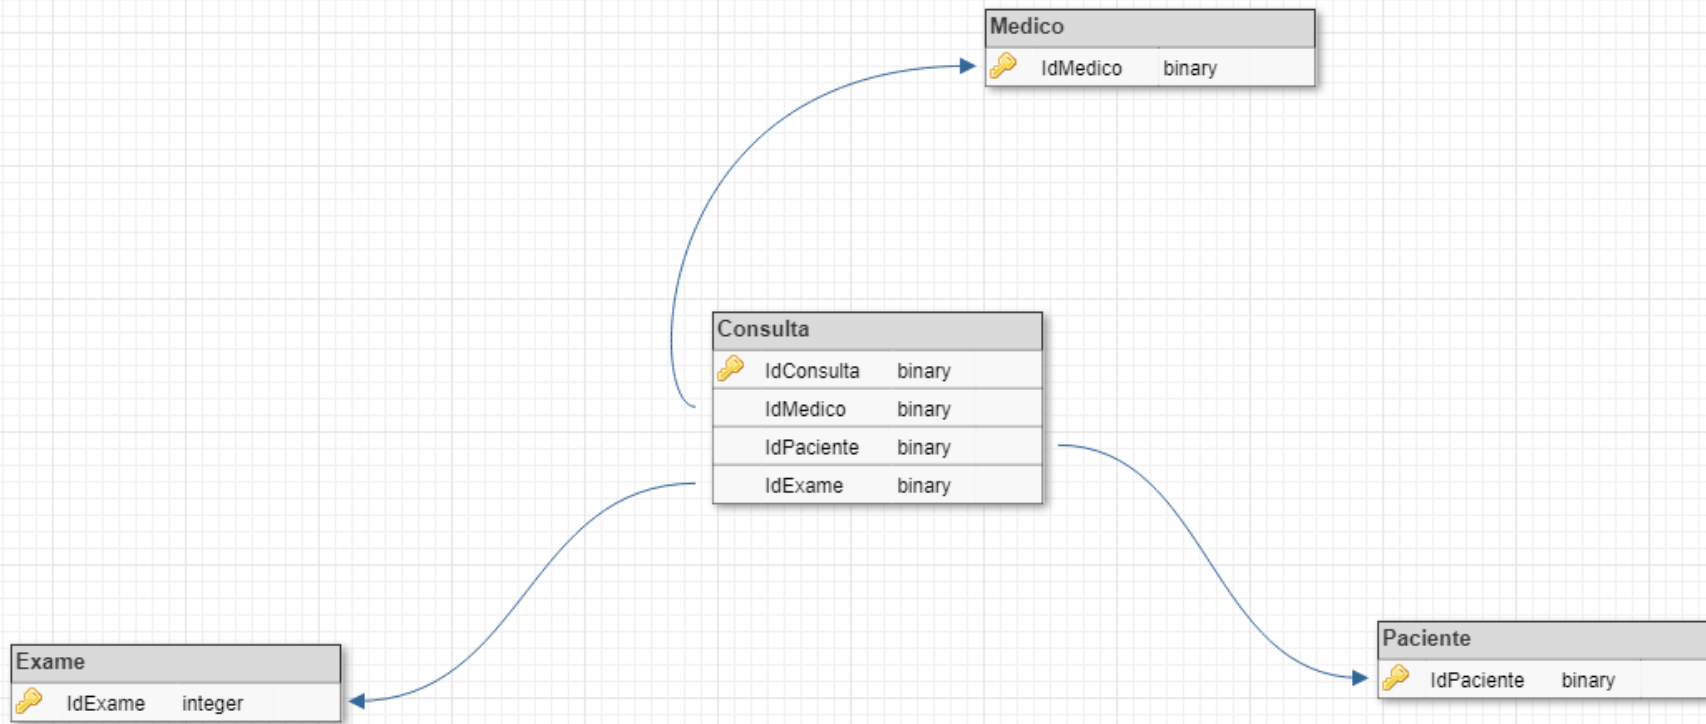 Medico
IdMedico binary
Consulta
IdConsulta binary
IdMedico binary
IdPaciente binary
IdExame binary
Exame
IdExame integer
Paciente
IdPaciente binary